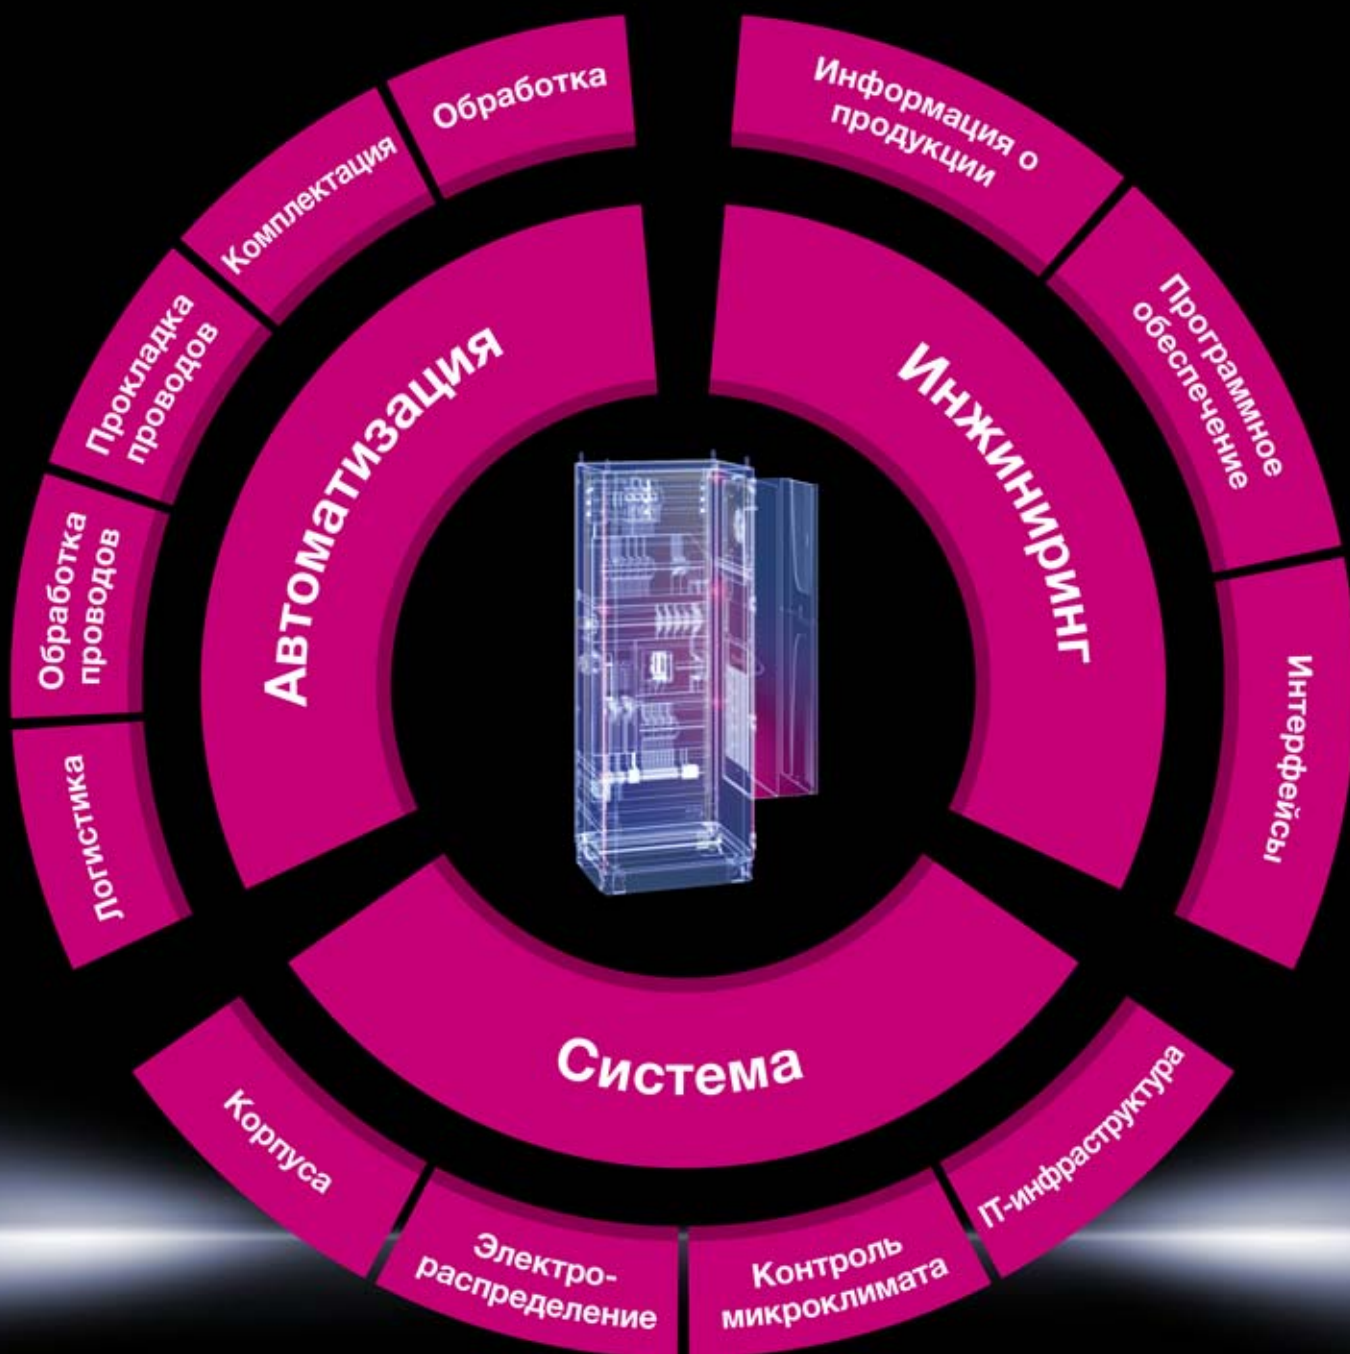 Обработка
Комплектация
Прокладка
проводов
Обработка
проводов
Логистика
Автоматизация
Информация о
продукции
Программное
обеспечение
Интерфейсы
Инжиниринг
Система
Корпуса
Электро-
распределение
Контроль
микроклимата
IT-инфраструктура